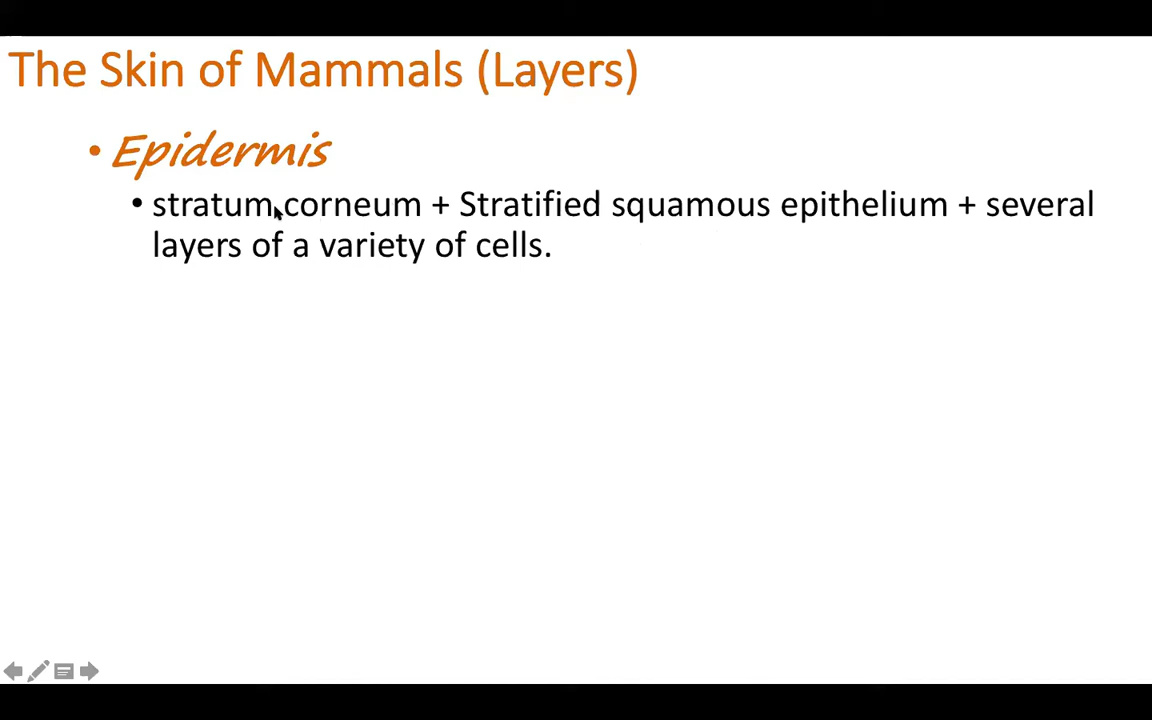 The Skin of Mammals (Layers)
• Epidermis
• stratum corneum + Stratified squamous epithelium + several
layers of a variety of cells.